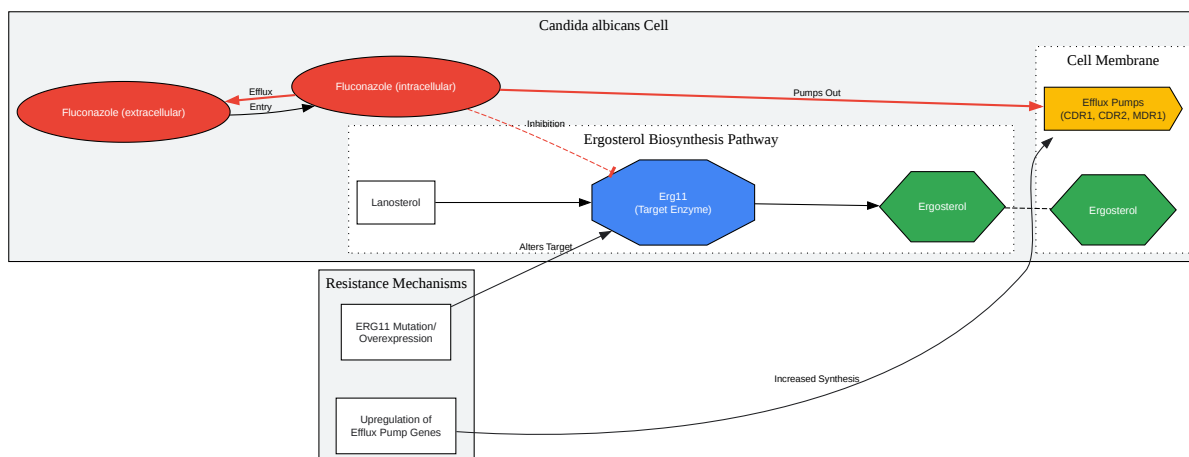 Candida albicans Cell
Cell Membrane
Fluconazole (intracellular)
Efflux
Pumps Out
Entry
Efflux Pumps
(CDR1, CDR2, MDR1)
Fluconazole (extracellular)
Inhibition
Ergosterol Biosynthesis Pathway
Lanosterol
Erg11
(Target Enzyme)
Ergosterol
Ergosterol
Alters Target
Resistance Mechanisms
ERG11 Mutation/
Overexpression
Increased Synthesis
Upregulation of
Efflux Pump Genes